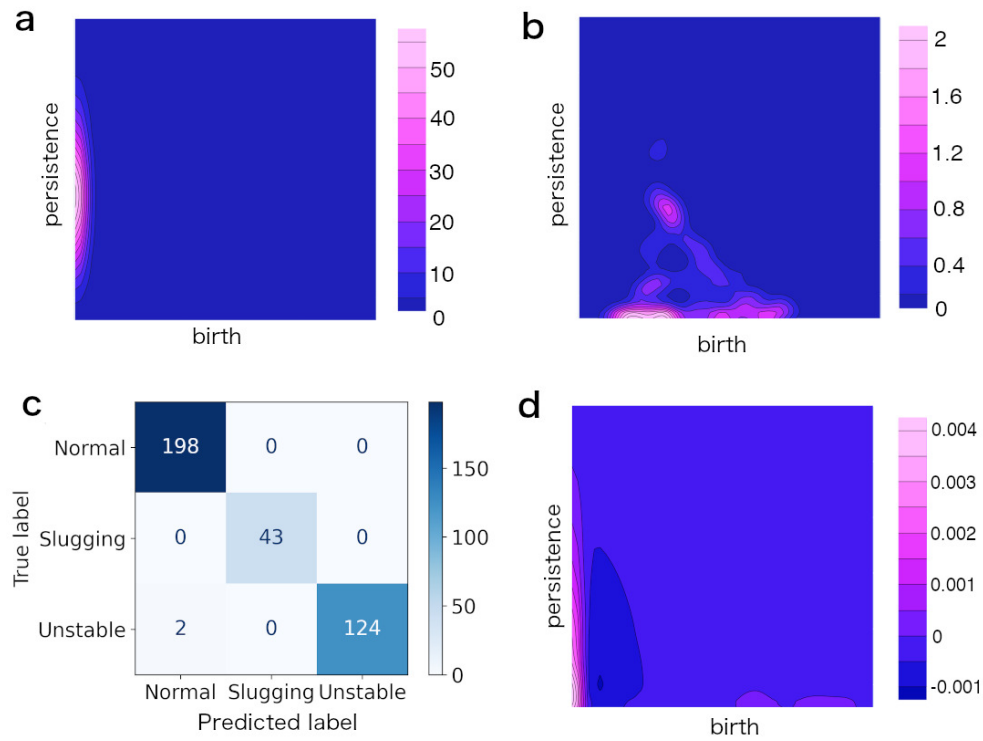 a
persistence
birth
50
40
30
20
10
0
b
persistence
birth
2
1.6
1.2
0.8
0.4
0
c
True label
Normal
Slugging
Unstable
198 0 0
0 43 0
2 0 124
Normal Slugging Unstable
Predicted label
150
100
50
0
d
persistence
birth
0.004
0.003
0.002
0.001
0
-0.001